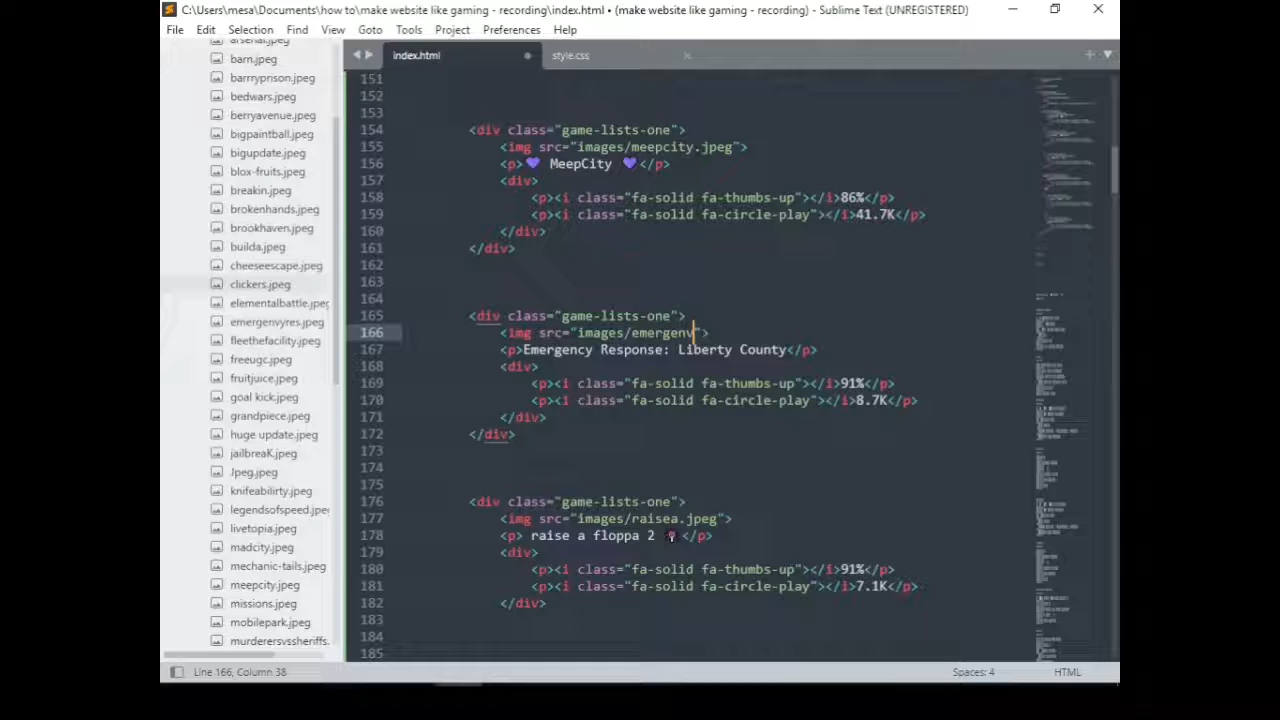 C:\Users\mesa\Documents\how to\make website like gaming - recording\index.html • (make website like gaming - recording) - Sublime Text (UNREGISTERED)
File Edit Selection Find View Goto Tools Project Preferences Help
index.html style.css
arsenal.jpeg
barn.jpeg
barrryprison.jpeg
bedwars.jpeg
berryavenue.jpeg
bigpaintball.jpeg
bigupdate.jpeg
blox-fruits.jpeg
breakin.jpeg
brokenhands.jpeg
brookhaven.jpeg
builda.jpeg
cheeseescape.jpeg
clickers.jpeg
elementalbattle.jpeg
emergenvyres.jpeg
fleethefacility.jpeg
freeugc.jpeg
fruitjuice.jpeg
goal kick.jpeg
grandpiece.jpeg
huge update.jpeg
jailbreaK.jpeg
Jpeg.jpeg
knifeabilirty.jpeg
legendsofspeed.jpe
livetopia.jpeg
madcity.jpeg
mechanic-tails.jpeg
meepcity.jpeg
missions.jpeg
mobilepark.jpeg
murderersvssheriffs.
151
152
153
154 <div class="game-lists-one">
155 <img src="images/meepcity.jpeg">
156 <p>💜 MeepCity 💜</p>
157 <div>
158 <p><i class="fa-solid fa-thumbs-up"></i>86%</p>
159 <p><i class="fa-solid fa-circle-play"></i>41.7K</p>
160 </div>
161 </div>
162
163
164
165 <div class="game-lists-one">
166 <img src="images/emergenv">
167 <p>Emergency Response: Liberty County</p>
168 <div>
169 <p><i class="fa-solid fa-thumbs-up"></i>91%</p>
170 <p><i class="fa-solid fa-circle-play"></i>8.7K</p>
171 </div>
172 </div>
173
174
175
176 <div class="game-lists-one">
177 <img src="images/raisea.jpeg">
178 <p> raise a floppa 2 </p>
179 <div>
180 <p><i class="fa-solid fa-thumbs-up"></i>91%</p>
181 <p><i class="fa-solid fa-circle-play"></i>7.1K</p>
182 </div>
183
184
185
Line 166, Column 38 Spaces: 4 HTML